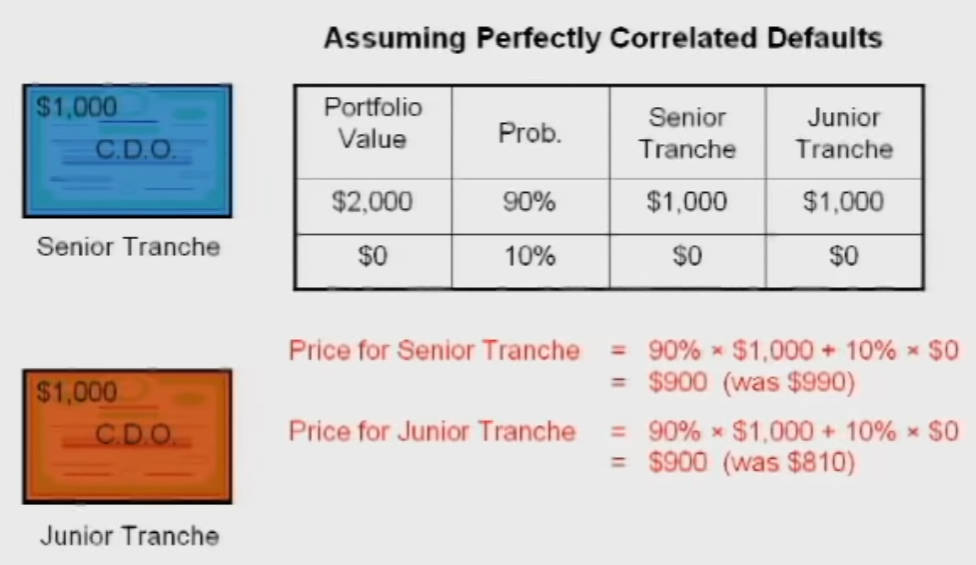 Assuming Perfectly Correlated Defaults
$1,000
C.D.O.
Senior Tranche
Portfolio Value
Prob.
Senior Tranche
Junior Tranche
$2,000 90% $1,000 $1,000
$0 10% $0 $0
Price for Senior Tranche = 90% × $1,000 + 10% × $0
= $900 (was $990)
Price for Junior Tranche = 90% × $1,000 + 10% × $0
= $900 (was $810)
$1,000
C.D.O.
Junior Tranche